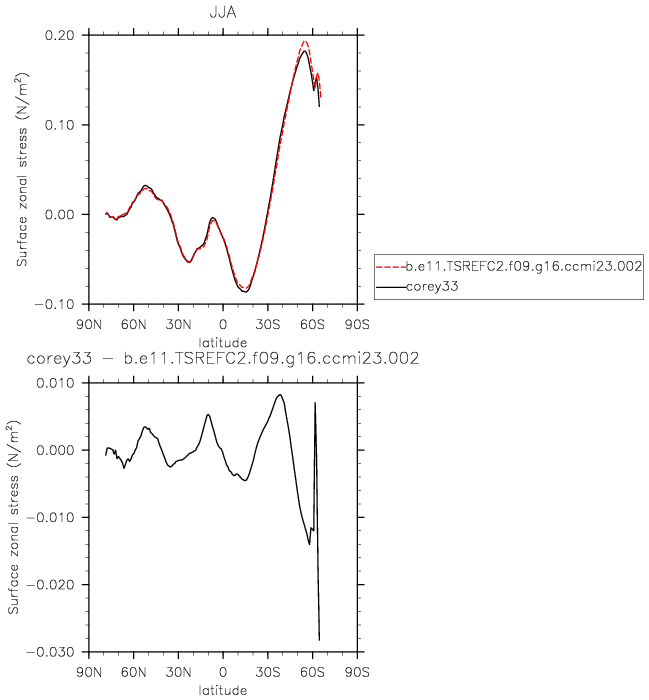 JJA
Surface zonal stress (N/m²)
0.20
0.10
0.00
−0.10
90N 60N 30N 0 30S 60S 90S
latitude
b.e11.TSREFC2.f09.g16.ccmi23.002
corey33
corey33 − b.e11.TSREFC2.f09.g16.ccmi23.002
Surface zonal stress (N/m²)
0.010
0.000
−0.010
−0.020
−0.030
90N 60N 30N 0 30S 60S 90S
latitude